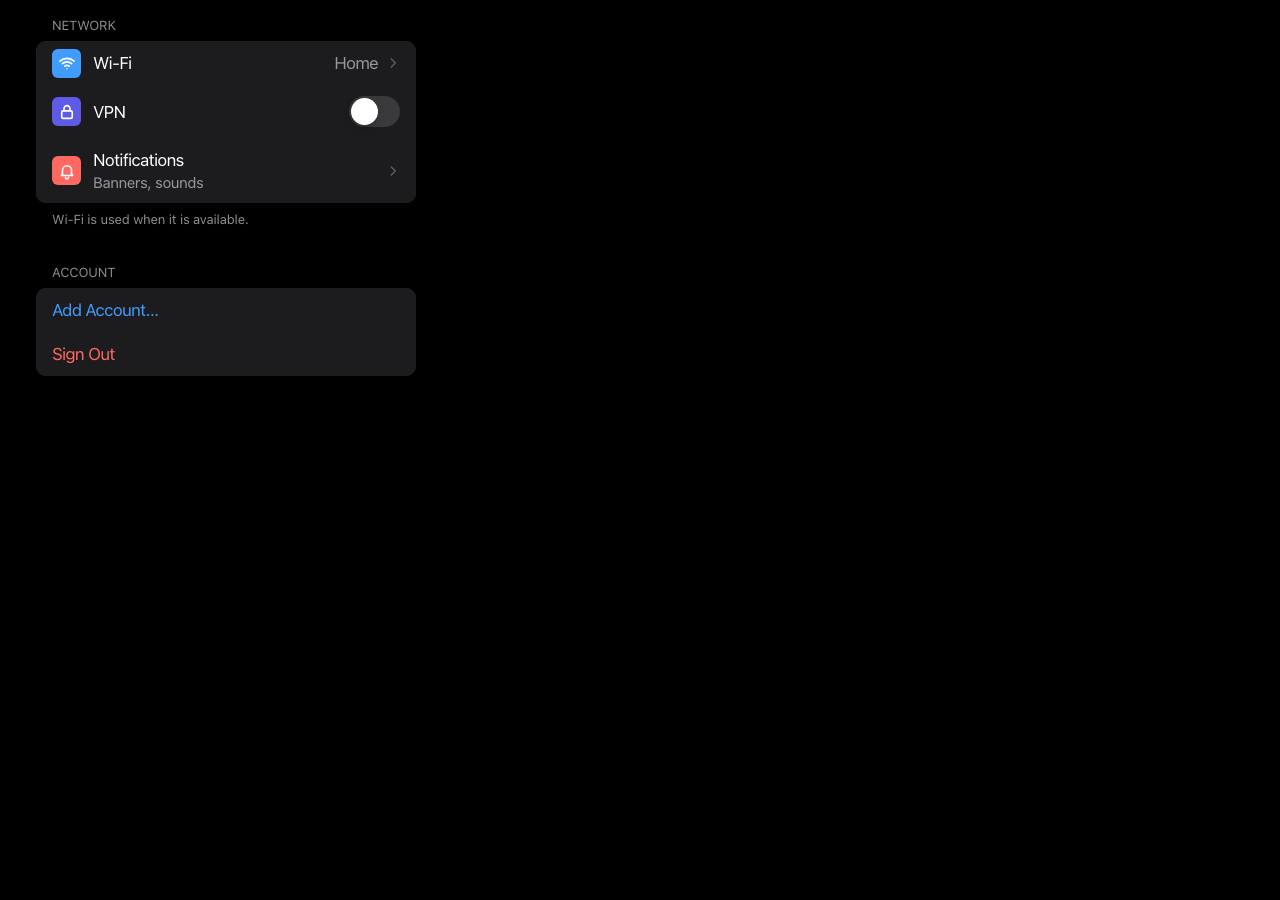 NETWORK
Wi-Fi
Home
VPN
Notifications
Banners, sounds
Wi-Fi is used when it is available.
ACCOUNT
Add Account…
Sign Out